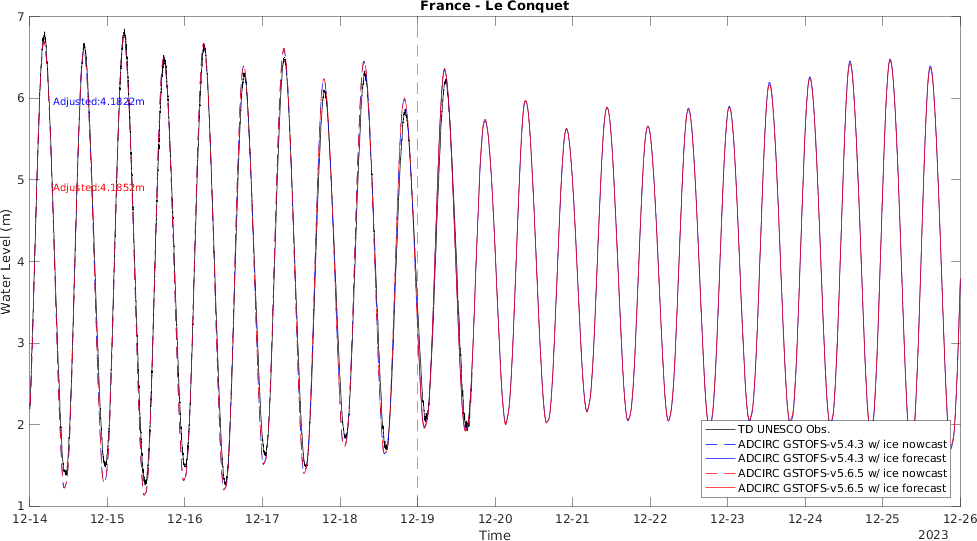 France - Le Conquet
7
6
5
4
3
2
1
Water Level (m)
Adjusted:4.1822m
Adjusted:4.1852m
TD UNESCO Obs.
ADCIRC GSTOFS-v5.4.3 w/ ice nowcast
ADCIRC GSTOFS-v5.4.3 w/ ice forecast
ADCIRC GSTOFS-v5.6.5 w/ ice nowcast
ADCIRC GSTOFS-v5.6.5 w/ ice forecast
12-14 12-15 12-16 12-17 12-18 12-19 12-20 12-21 12-22 12-23 12-24 12-25 12-26
Time
2023